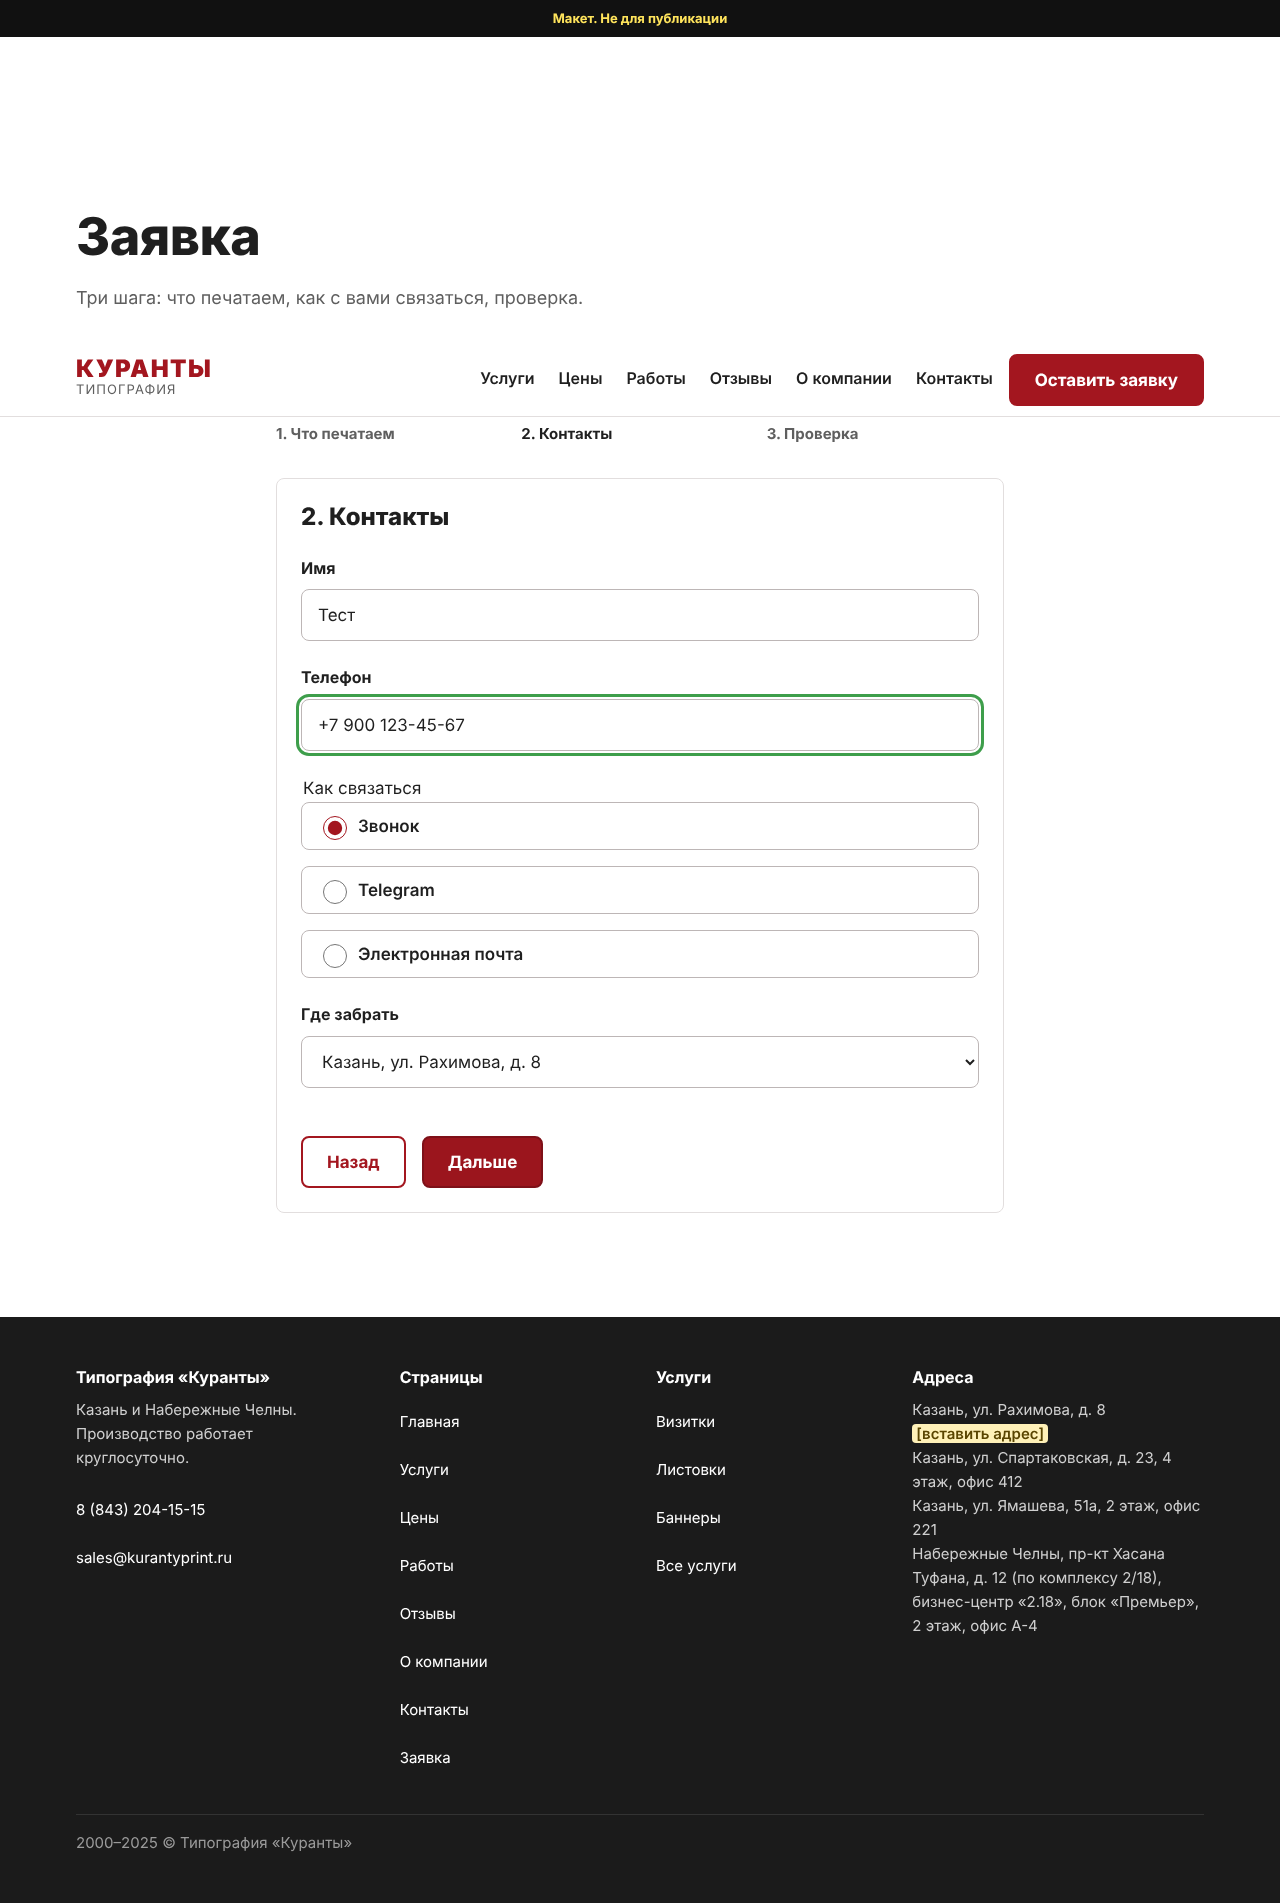 Макет. Не для публикации
Заявка
Три шага: что печатаем, как с вами связаться, проверка.
КУРАНТЫ
ТИПОГРАФИЯ
Услуги
Цены
Работы
Отзывы
О компании
Контакты
Оставить заявку
1. Что печатаем
2. Контакты
3. Проверка
2. Контакты
Имя
Тест
Телефон
+7 900 123-45-67
Как связаться
Звонок
Telegram
Электронная почта
Где забрать
Казань, ул. Рахимова, д. 8
Назад
Дальше
Типография «Куранты»
Казань и Набережные Челны.
Производство работает
круглосуточно.
8 (843) 204-15-15
sales@kurantyprint.ru
Страницы
Главная
Услуги
Цены
Работы
Отзывы
О компании
Контакты
Заявка
Услуги
Визитки
Листовки
Баннеры
Все услуги
Адреса
Казань, ул. Рахимова, д. 8
[вставить адрес]
Казань, ул. Спартаковская, д. 23, 4
этаж, офис 412
Казань, ул. Ямашева, 51а, 2 этаж, офис
221
Набережные Челны, пр-кт Хасана
Туфана, д. 12 (по комплексу 2/18),
бизнес-центр «2.18», блок «Премьер»,
2 этаж, офис А-4
2000–2025 © Типография «Куранты»